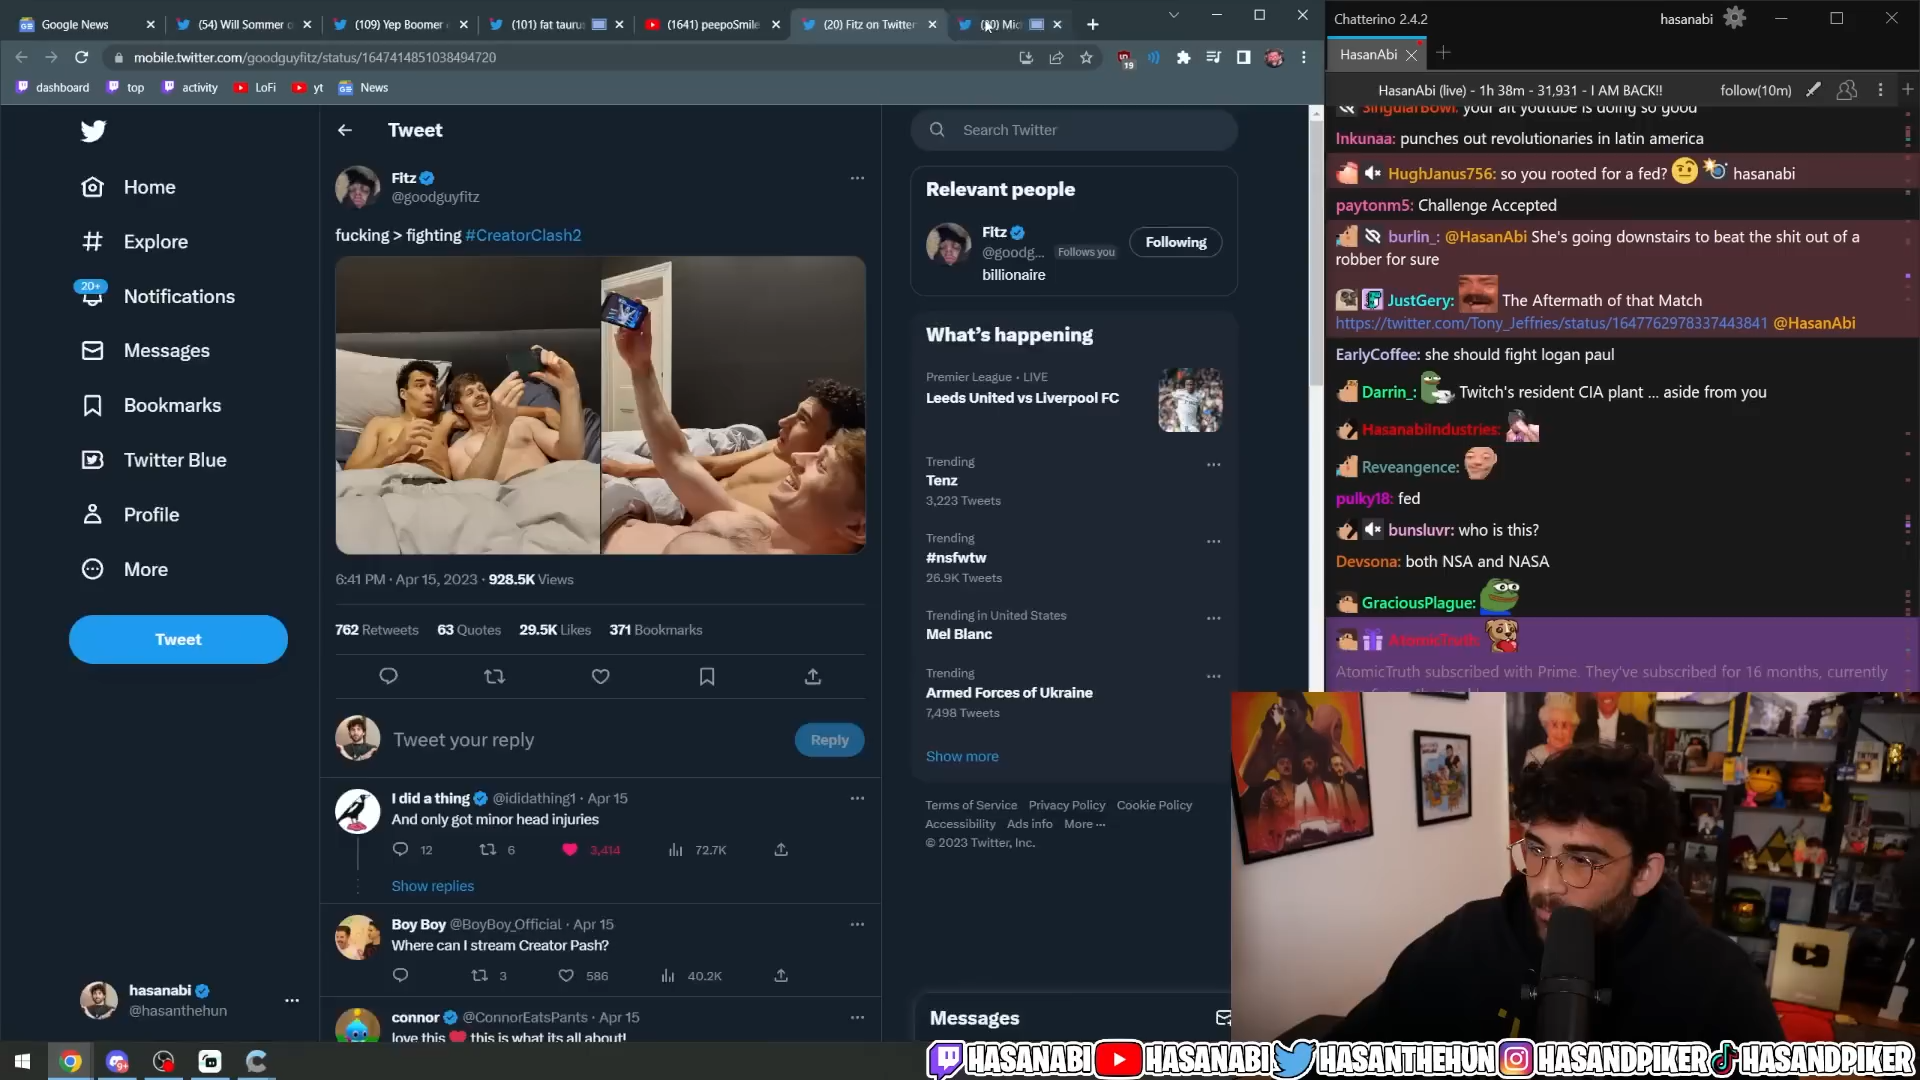 Google News
(54) Will Sommer o
(109) Yep Boomer
(101) fat tauru
(1641) peepoSmile
(20) Fitz on Twitter
mobile.twitter.com/goodguyfitz/status/1647414851038494720
19
dashboard
top
activity
LoFi
yt
News
Home
Explore
20+
Notifications
Messages
Bookmarks
Twitter Blue
Profile
More
Tweet
hasanabi
@hasanthehun
Tweet
Fitz
@goodguyfitz
fucking > fighting #CreatorClash2
6:41 PM · Apr 15, 2023 · 928.5K Views
762 Retweets 63 Quotes 29.5K Likes 371 Bookmarks
Tweet your reply
Reply
I did a thing @ididathing1 · Apr 15
And only got minor head injuries
12 6 3,414 72.7K
Show replies
Boy Boy @BoyBoy_Official · Apr 15
Where can I stream Creator Pash?
3 586 40.2K
connor @ConnorEatsPants · Apr 15
love this this is what its all about!
Search Twitter
Relevant people
Fitz
@goodg... Follows you
Following
billionaire
What's happening
Premier League · LIVE
Leeds United vs Liverpool FC
Trending
Tenz
3,223 Tweets
Trending
#nsfwtw
26.9K Tweets
Trending in United States
Mel Blanc
Trending
Armed Forces of Ukraine
7,498 Tweets
Show more
Terms of Service Privacy Policy Cookie Policy
Accessibility Ads info More ···
© 2023 Twitter, Inc.
Messages
Chatterino 2.4.2
hasanabi
HasanAbi
HasanAbi (live) - 1h 38m - 31,931 - I AM BACK!!
follow(10m)
SingularBowl: your alt youtube is doing so good
Inkunaa: punches out revolutionaries in latin america
HughJanus756: so you rooted for a fed? hasanabi
paytonm5: Challenge Accepted
burlin_: @HasanAbi She's going downstairs to beat the shit out of a
robber for sure
JustGery: The Aftermath of that Match
https://twitter.com/Tony_Jeffries/status/1647762978337443841 @HasanAbi
EarlyCoffee: she should fight logan paul
Darrin_: Twitch's resident CIA plant ... aside from you
HasanabiIndustries:
Reveangence:
pulky18: fed
bunsluvr: who is this?
Devsona: both NSA and NASA
GraciousPlague:
AtomicTruth:
AtomicTruth subscribed with Prime. They've subscribed for 16 months, currently
HASANABI HASANABI HASANTHEHUN HASANDPIKER HASANDPIKER